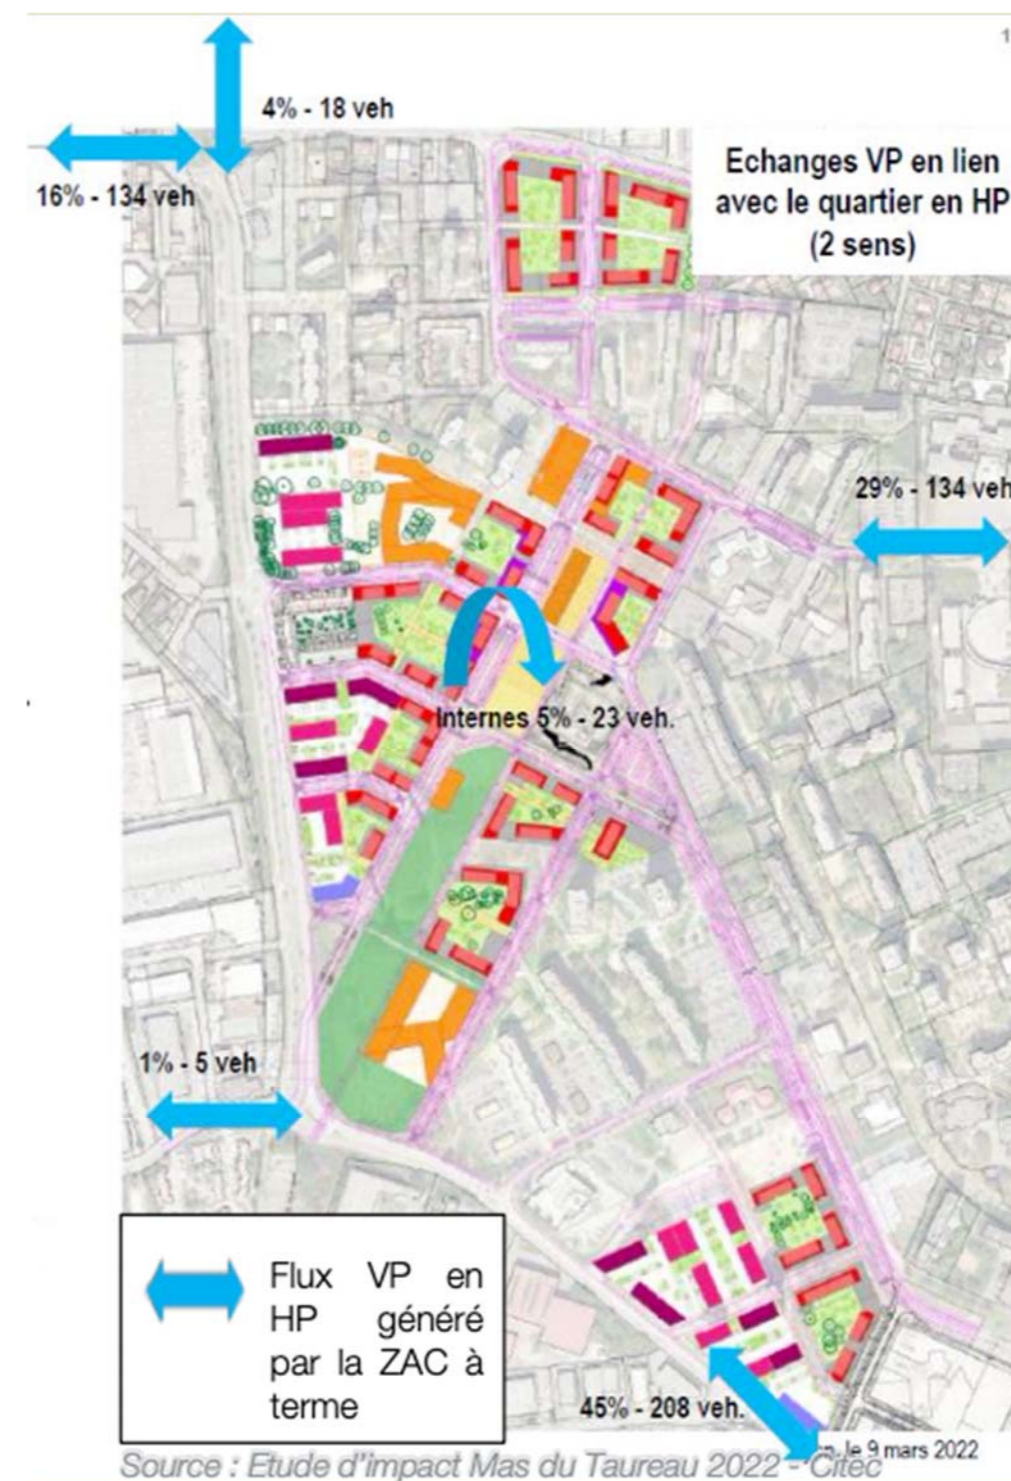 1
4% - 18 veh
16% - 134 veh
Echanges VP en lien
avec le quartier en HP
(2 sens)
29% - 134 veh
Internes 5% - 23 veh.
1% - 5 veh
Flux VP en
HP généré
par la ZAC à
terme
45% - 208 veh.
le 9 mars 2022
Source : Etude d'impact Mas du Taureau 2022 - Citec